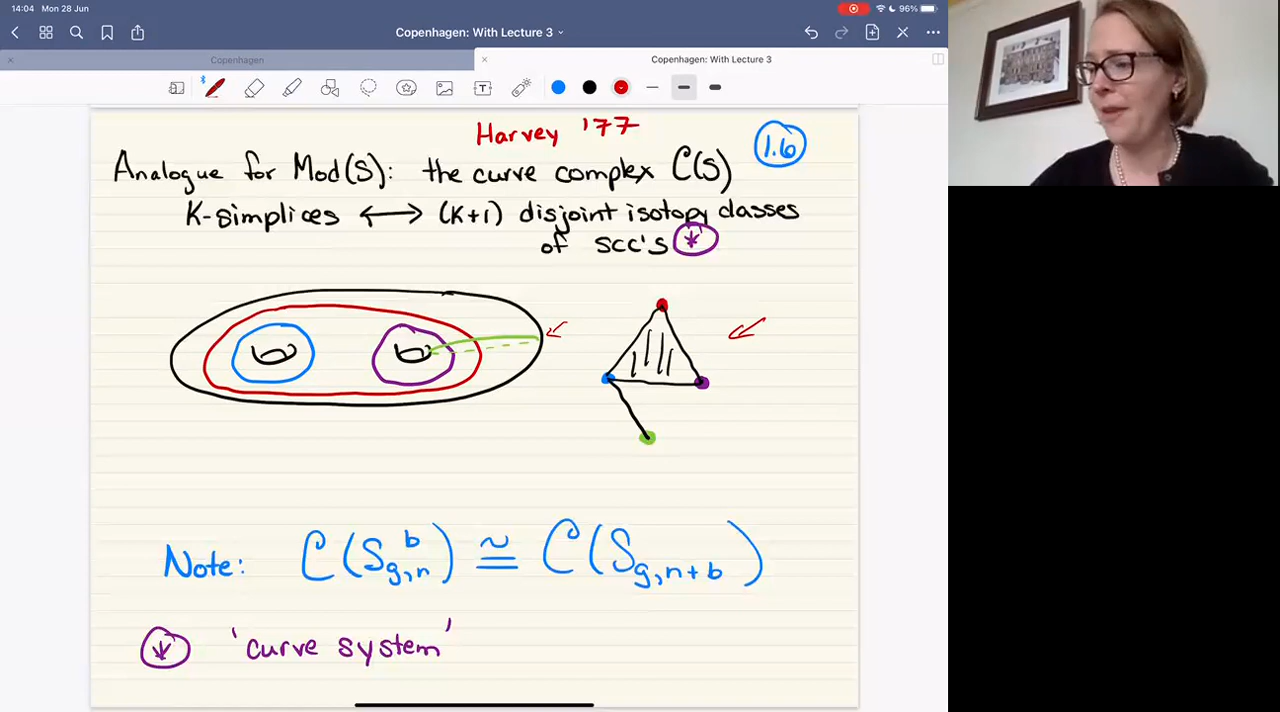 14:04 Mon 28 Jun
96%
Copenhagen: With Lecture 3
Copenhagen
Copenhagen: With Lecture 3
Harvey '77
1.6
Analogue for Mod(S): the curve complex C(S)
K-simplices ⟷ (K+1) disjoint isotopy classes
of scc's *
Note: C(S^b_{g,n}) ≅ C(S_{g,n+b})
* 'curve system'